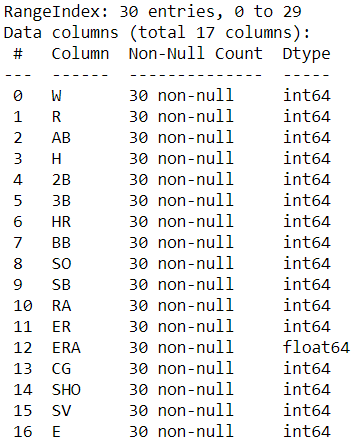 RangeIndex: 30 entries, 0 to 29
Data columns (total 17 columns):
 #   Column  Non-Null Count  Dtype
---  ------  --------------  -----
 0   W       30 non-null     int64
 1   R       30 non-null     int64
 2   AB      30 non-null     int64
 3   H       30 non-null     int64
 4   2B      30 non-null     int64
 5   3B      30 non-null     int64
 6   HR      30 non-null     int64
 7   BB      30 non-null     int64
 8   SO      30 non-null     int64
 9   SB      30 non-null     int64
 10  RA      30 non-null     int64
 11  ER      30 non-null     int64
 12  ERA     30 non-null     float64
 13  CG      30 non-null     int64
 14  SHO     30 non-null     int64
 15  SV      30 non-null     int64
 16  E       30 non-null     int64